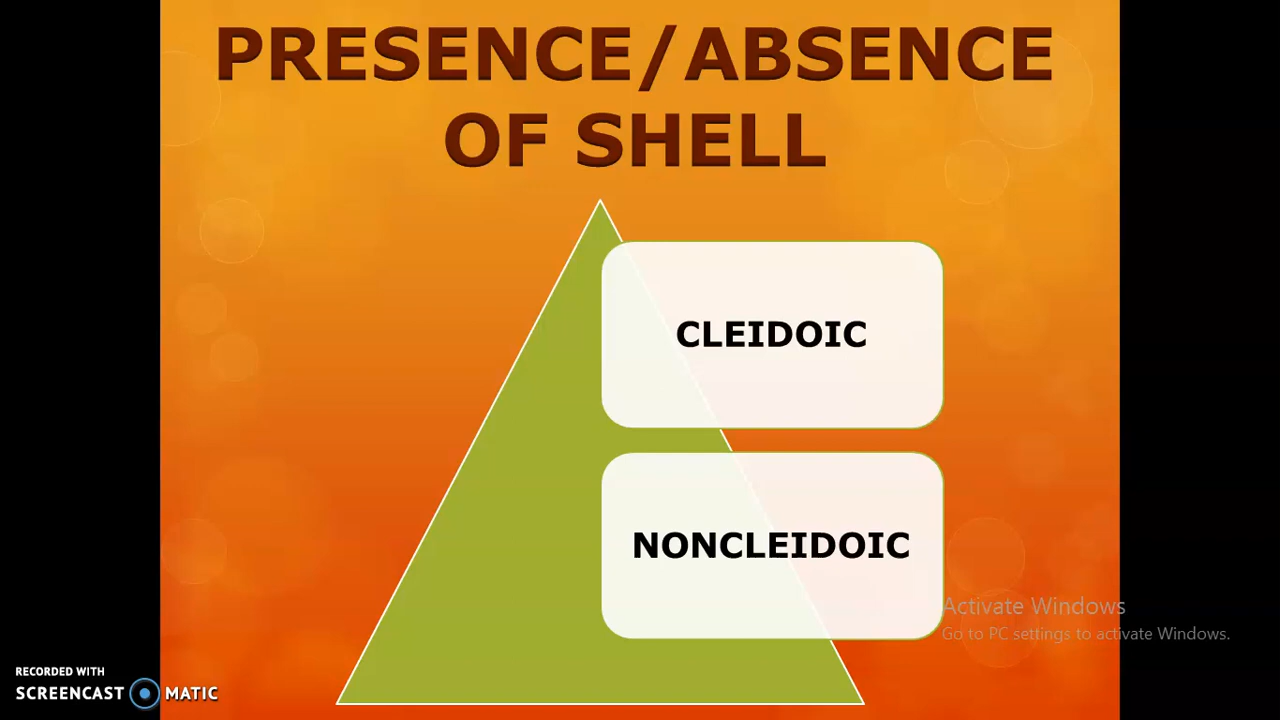 PRESENCE/ABSENCE
OF SHELL
CLEIDOIC
NONCLEIDOIC
Activate Windows
Go to PC settings to activate Windows.
RECORDED WITH
SCREENCAST MATIC